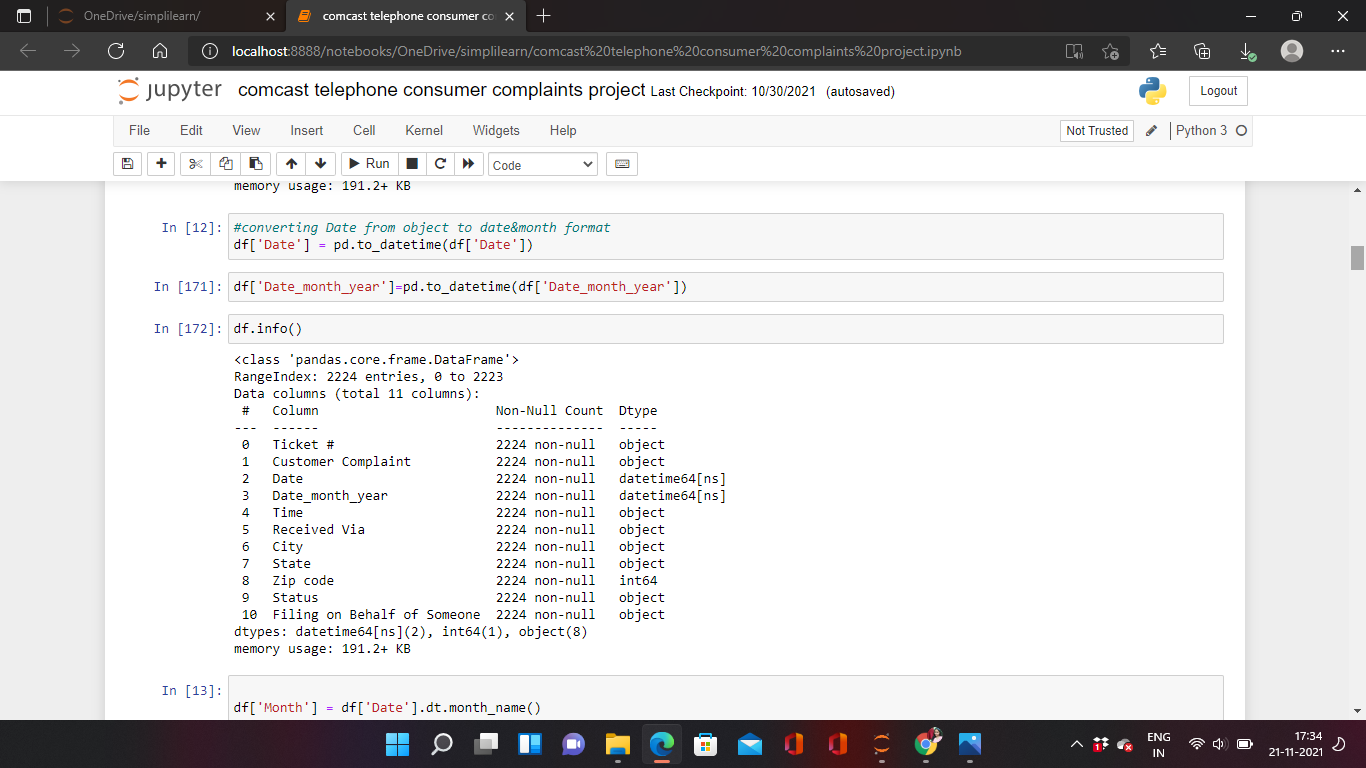 OneDrive/simplilearn/
comcast telephone consumer co
localhost:8888/notebooks/OneDrive/simplilearn/comcast%20telephone%20consumer%20complaints%20project.ipynb
jupyter comcast telephone consumer complaints project Last Checkpoint: 10/30/2021 (autosaved)
Logout
File Edit View Insert Cell Kernel Widgets Help
Not Trusted Python 3
Run Code
memory usage: 191.2+ KB
In [12]: #converting Date from object to date&month format
df['Date'] = pd.to_datetime(df['Date'])
In [171]: df['Date_month_year']=pd.to_datetime(df['Date_month_year'])
In [172]: df.info()
<class 'pandas.core.frame.DataFrame'>
RangeIndex: 2224 entries, 0 to 2223
Data columns (total 11 columns):
# Column Non-Null Count Dtype
--- ------ -------------- -----
0 Ticket # 2224 non-null object
1 Customer Complaint 2224 non-null object
2 Date 2224 non-null datetime64[ns]
3 Date_month_year 2224 non-null datetime64[ns]
4 Time 2224 non-null object
5 Received Via 2224 non-null object
6 City 2224 non-null object
7 State 2224 non-null object
8 Zip code 2224 non-null int64
9 Status 2224 non-null object
10 Filing on Behalf of Someone 2224 non-null object
dtypes: datetime64[ns](2), int64(1), object(8)
memory usage: 191.2+ KB
In [13]:
df['Month'] = df['Date'].dt.month_name()
1
ENG
IN
17:34
21-11-2021